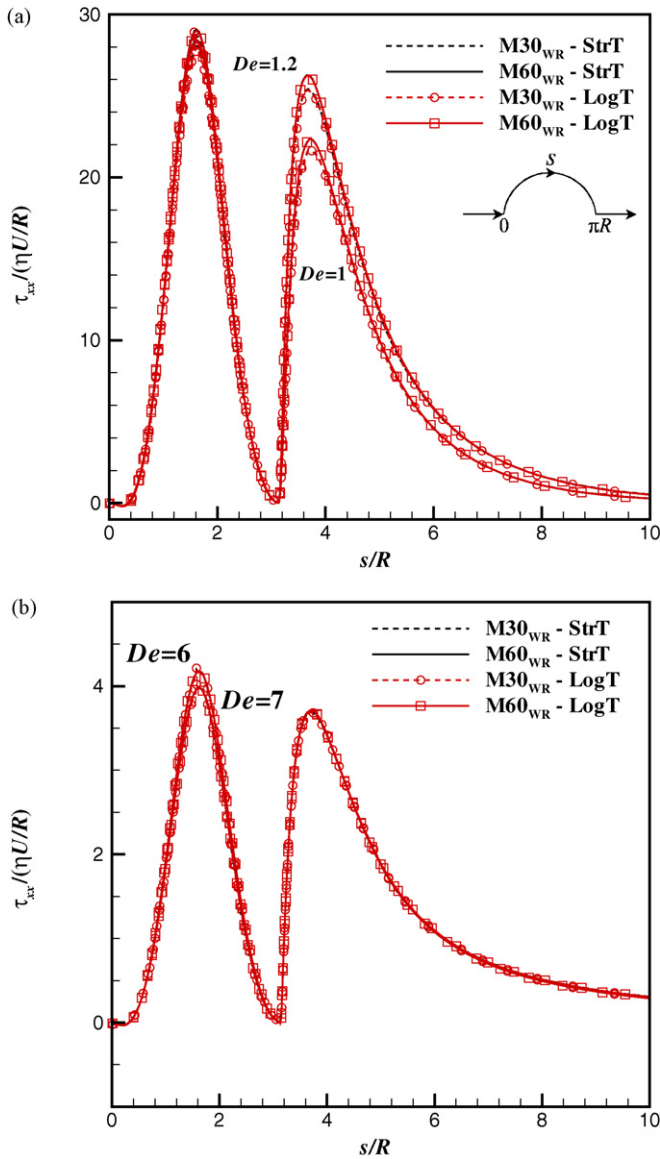 (a)
30
20
10
0
τxx/(ηU/R)
De=1.2
De=1
M30WR - StrT
M60WR - StrT
M30WR - LogT
M60WR - LogT
s
0
πR
0
2
4
6
8
10
s/R
(b)
4
2
0
τxx/(ηU/R)
De=6
De=7
M30WR - StrT
M60WR - StrT
M30WR - LogT
M60WR - LogT
0
2
4
6
8
10
s/R